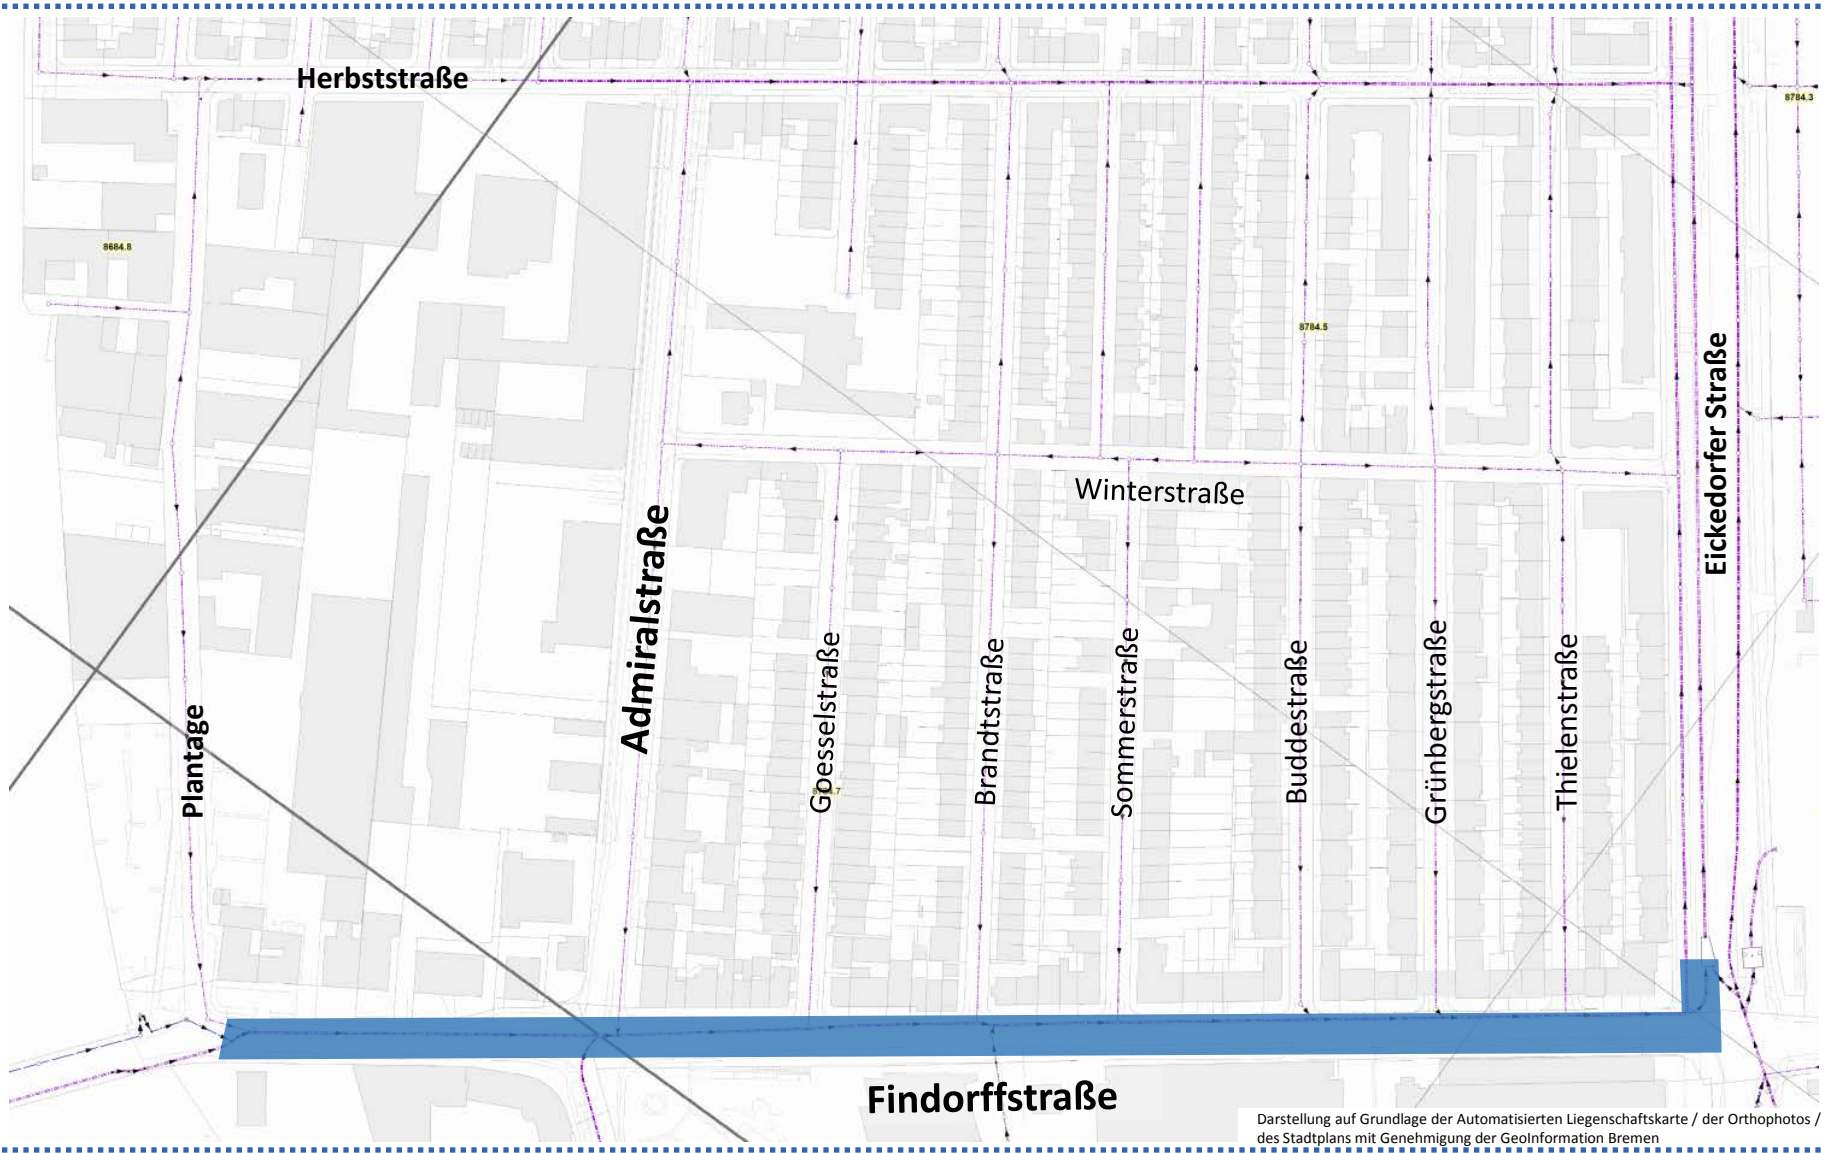 Herbststraße
8784.3
8684.8
8784.5
Eickedorfer Straße
Winterstraße
Admiralstraße
Goesselstraße
Brandtstraße
Sommerstraße
Buddestraße
Grünbergstraße
Thielenstraße
Plantage
Findorffstraße
Darstellung auf Grundlage der Automatisierten Liegenschaftskarte / der Orthophotos /
des Stadtplans mit Genehmigung der GeoInformation Bremen